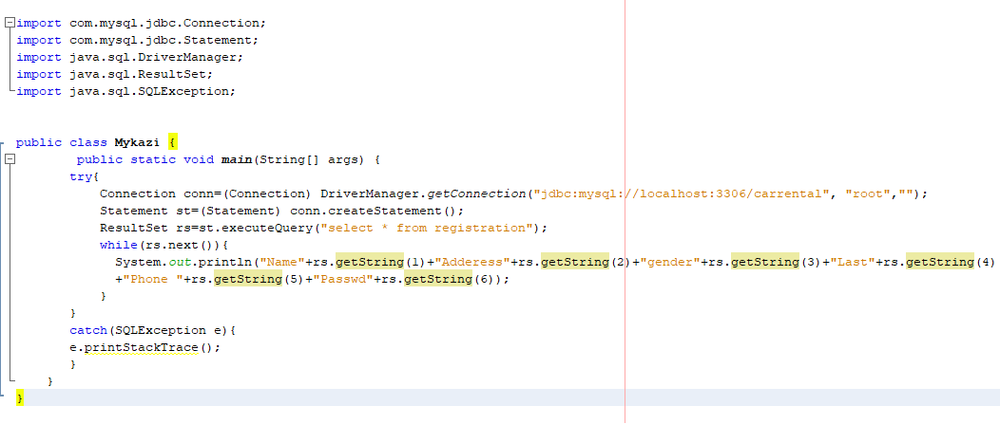 import com.mysql.jdbc.Connection;
import com.mysql.jdbc.Statement;
import java.sql.DriverManager;
import java.sql.ResultSet;
import java.sql.SQLException;
public class Mykazi {
public static void main(String[] args) {
try{
Connection conn=(Connection) DriverManager.getConnection("jdbc:mysql://localhost:3306/carrental", "root","");
Statement st=(Statement) conn.createStatement();
ResultSet rs=st.executeQuery("select * from registration");
while(rs.next()){
System.out.println("Name"+rs.getString(1)+"Adderess"+rs.getString(2)+"gender"+rs.getString(3)+"Last"+rs.getString(4)
+"Phone "+rs.getString(5)+"Passwd"+rs.getString(6));
}
}
catch(SQLException e){
e.printStackTrace();
}
}
}